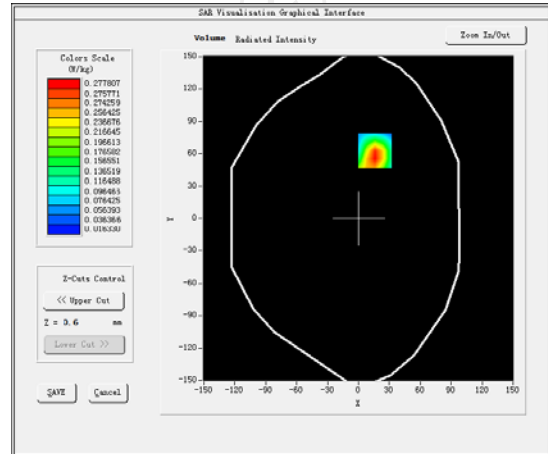 SAR Visualisation Graphical Interface
Volume Radiated Intensity
Zoom In/Out
Colors Scale
(W/kg)
0.277807
0.275771
0.274259
0.256425
0.236676
0.216645
0.196613
0.176582
0.156551
0.136519
0.116488
0.096465
0.076425
0.056393
0.036366
0.016330
150
120
90
60
30
0
-30
-60
-90
-120
-150
Y
-150 -120 -90 -60 -30 0 30 60 90 120 150
X
Z-Cuts Control
<< Upper Cut
Z = 0.6 mm
Lower Cut >>
SAVE Cancel